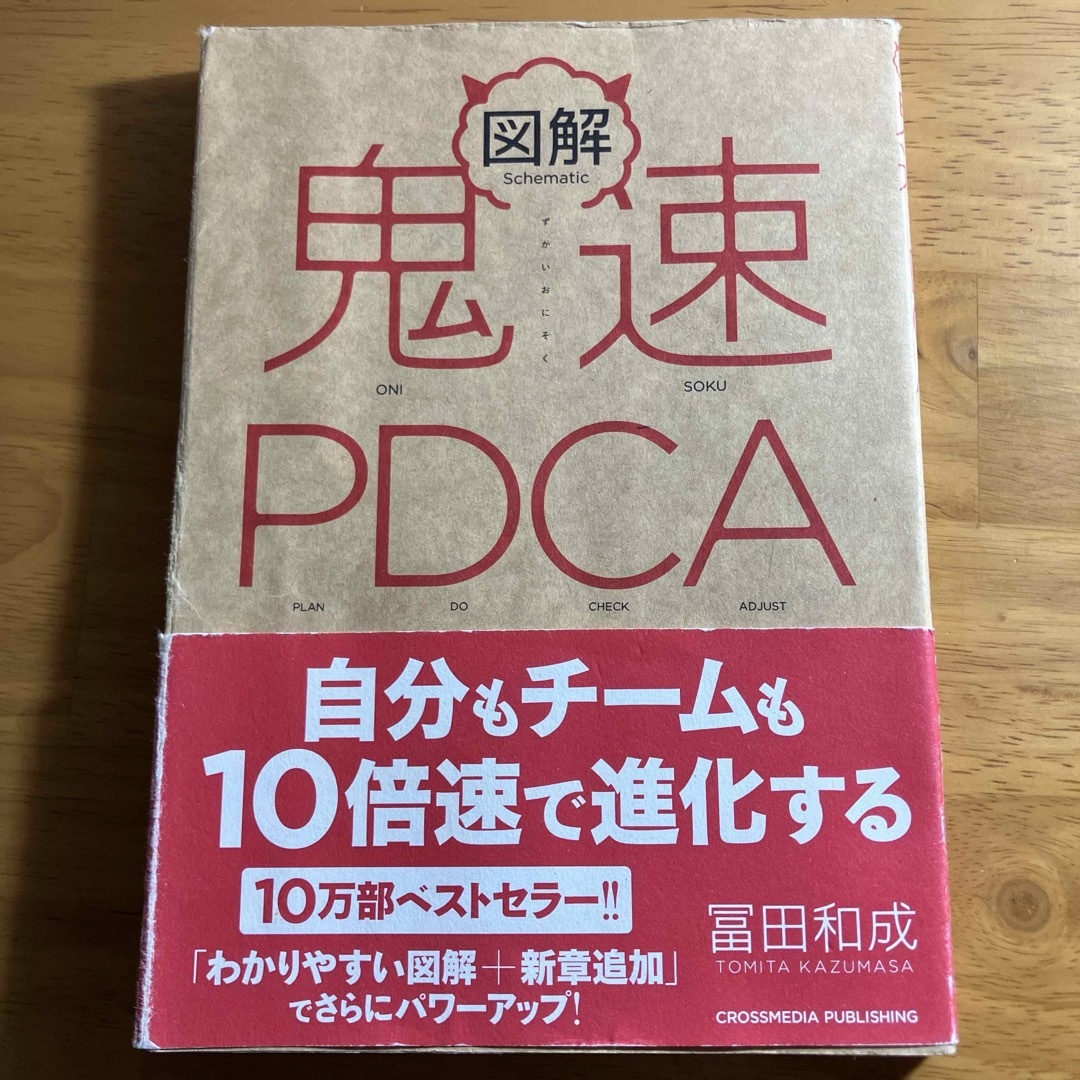 図解
Schematic
鬼速
ずかいおにそく
ONI SOKU
PDCA
PLAN DO CHECK ADJUST
自分もチームも
10倍速で進化する
10万部ベストセラー!!
「わかりやすい図解+新章追加」
でさらにパワーアップ!
冨田和成
TOMITA KAZUMASA
CROSSMEDIA PUBLISHING